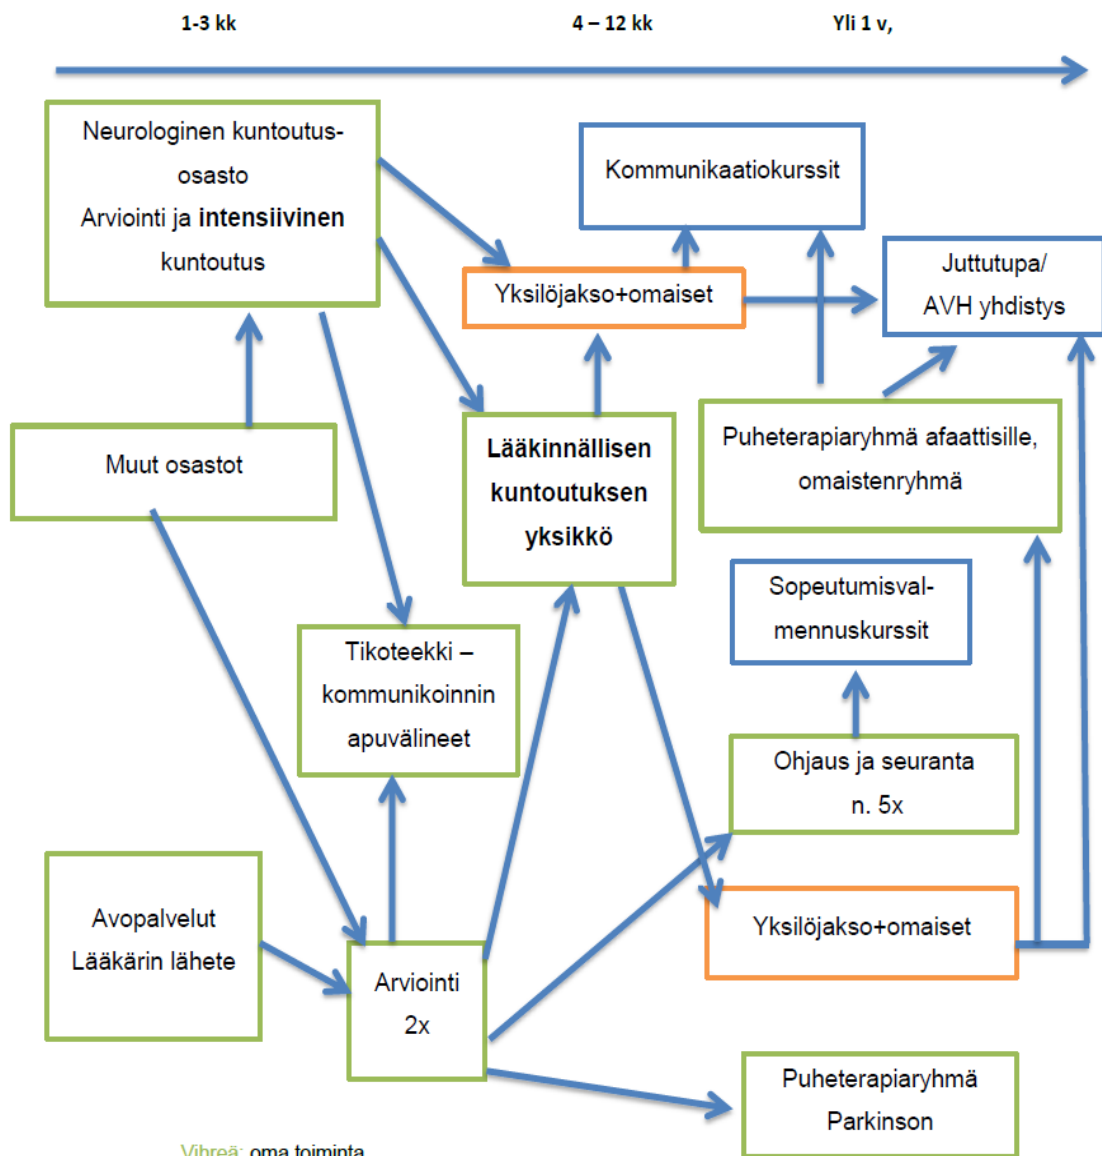 1-3 kk
4 – 12 kk
Yli 1 v,
Neurologinen kuntoutus-
osasto
Arviointi ja intensiivinen
kuntoutus
Kommunikaatiokurssit
Juttutupa/
AVH yhdistys
Yksilöjakso+omaiset
Muut osastot
Lääkinnällisen
kuntoutuksen
yksikkö
Puheterapiaryhmä afaattisille,
omaistenryhmä
Sopeutumisval-
mennuskurssit
Tikoteekki –
kommunikoinnin
apuvälineet
Ohjaus ja seuranta
n. 5x
Avopalvelut
Lääkärin lähete
Yksilöjakso+omaiset
Arviointi
2x
Puheterapiaryhmä
Parkinson
Vihreä: oma toiminta